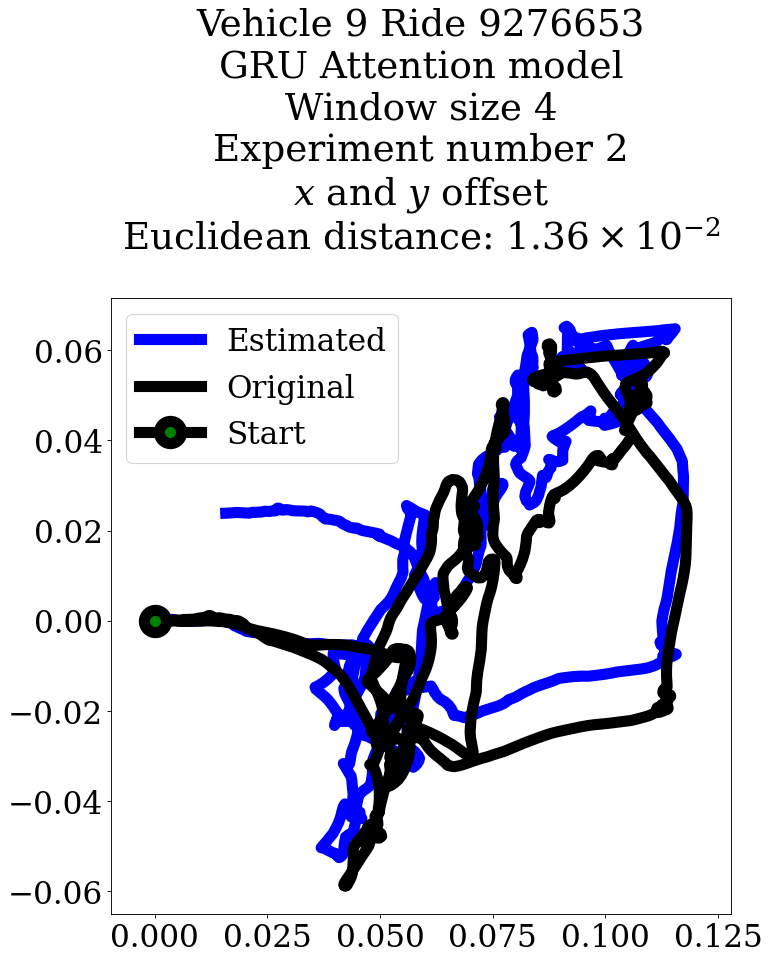 Vehicle 9 Ride 9276653
GRU Attention model
Window size 4
Experiment number 2
x and y offset
Euclidean distance: 1.36 × 10⁻²
Estimated
Original
Start
0.06
0.04
0.02
0.00
−0.02
−0.04
−0.06
0.000 0.025 0.050 0.075 0.100 0.125